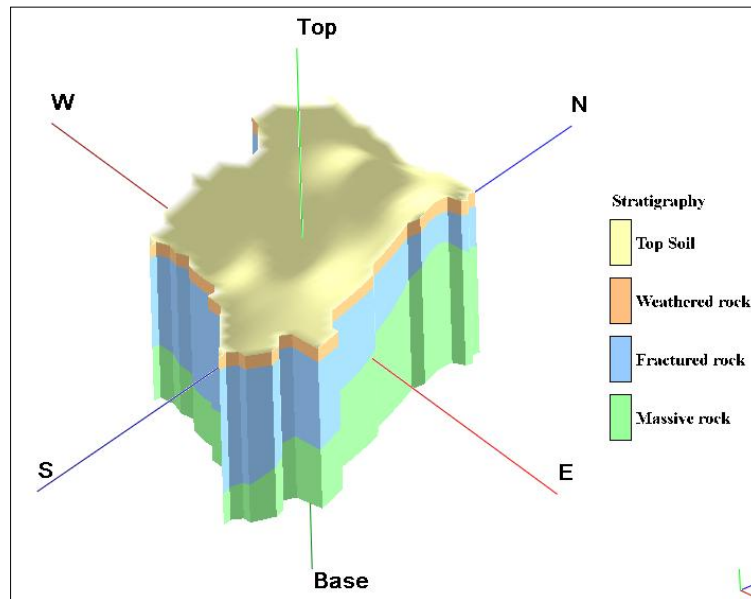 Top
W
N
Stratigraphy
Top Soil
Weathered rock
Fractured rock
Massive rock
S
E
Base